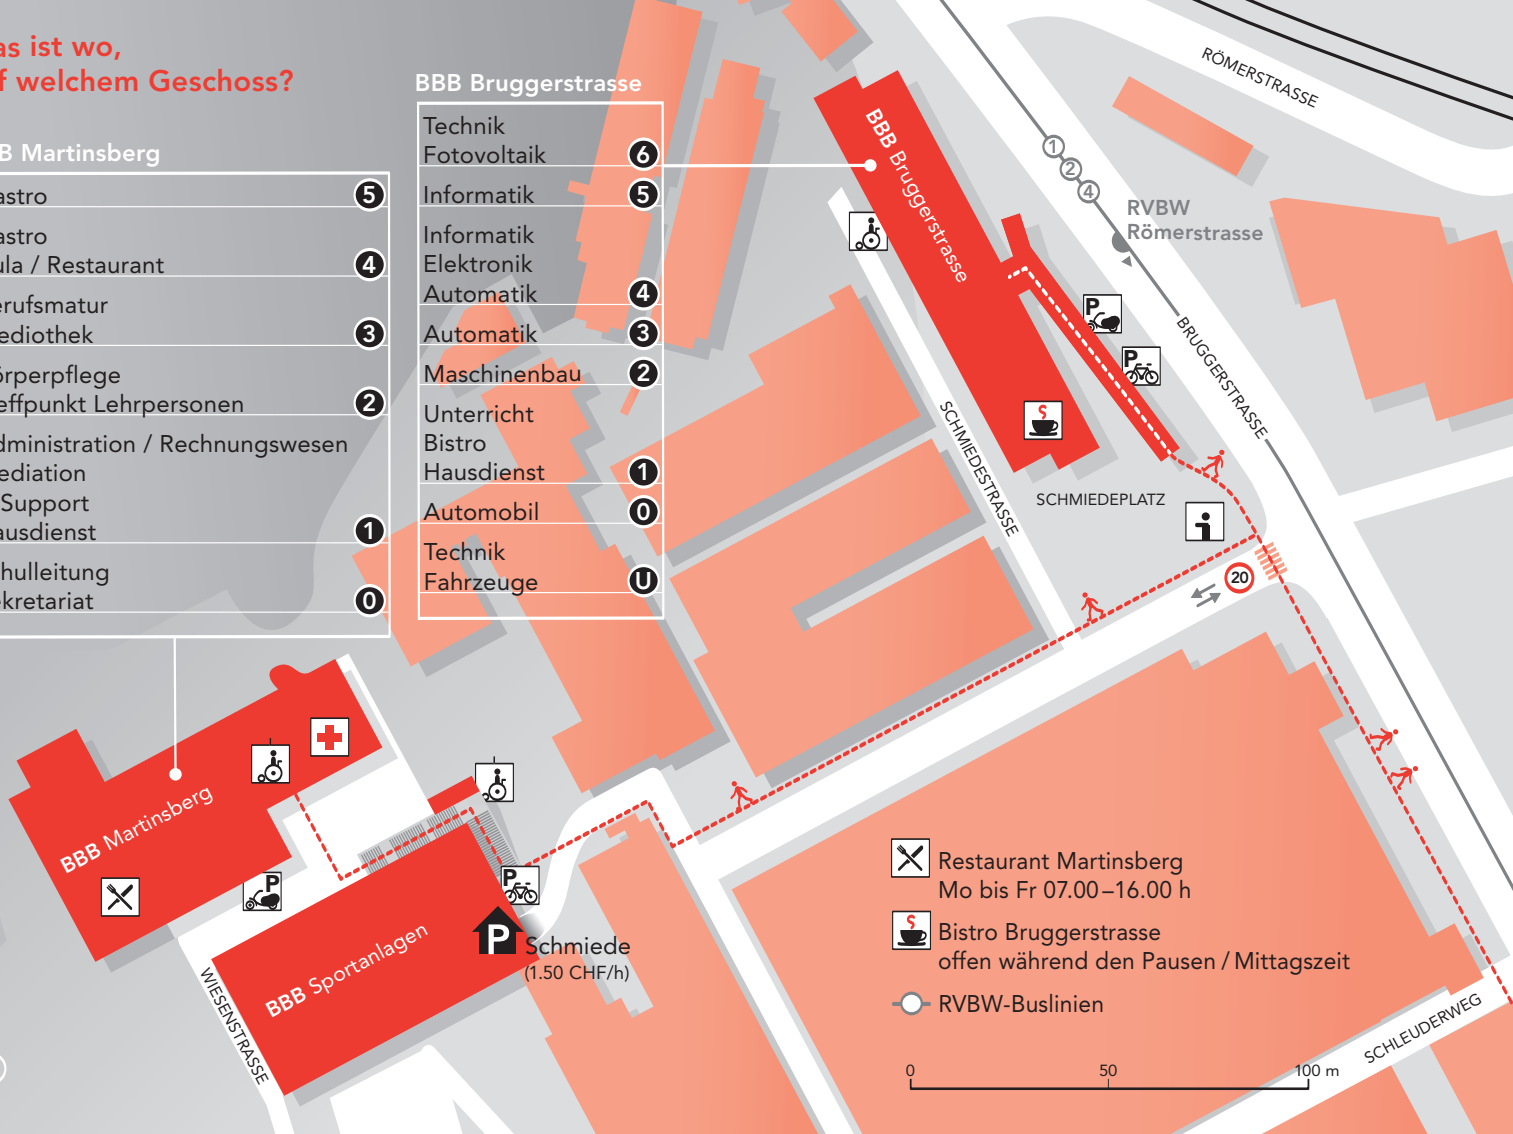 as ist wo,
f welchem Geschoss?
B Martinsberg
astro 5
astro
ula / Restaurant 4
erufsmatur
ediothek 3
örperpflege
effpunkt Lehrpersonen 2
dministration / Rechnungswesen
ediation
Support
ausdienst 1
hulleitung
ekretariat 0
BBB Bruggerstrasse
Technik
Fotovoltaik 6
Informatik 5
Informatik
Elektronik
Automatik 4
Automatik 3
Maschinenbau 2
Unterricht
Bistro
Hausdienst 1
Automobil 0
Technik
Fahrzeuge U
BBB Bruggerstrasse
RÖMERSTRASSE
1
2
4
RVBW
Römerstrasse
P
P
BRUGGERSTRASSE
SCHMIEDESTRASSE
SCHMIEDEPLATZ
i
20
BBB Martinsberg
P
P
BBB Sportanlagen
P Schmiede
(1.50 CHF/h)
WIESENSTRASSE
Restaurant Martinsberg
Mo bis Fr 07.00–16.00 h
Bistro Bruggerstrasse
offen während den Pausen / Mittagszeit
RVBW-Buslinien
0 50 100 m
SCHLEUDERWEG